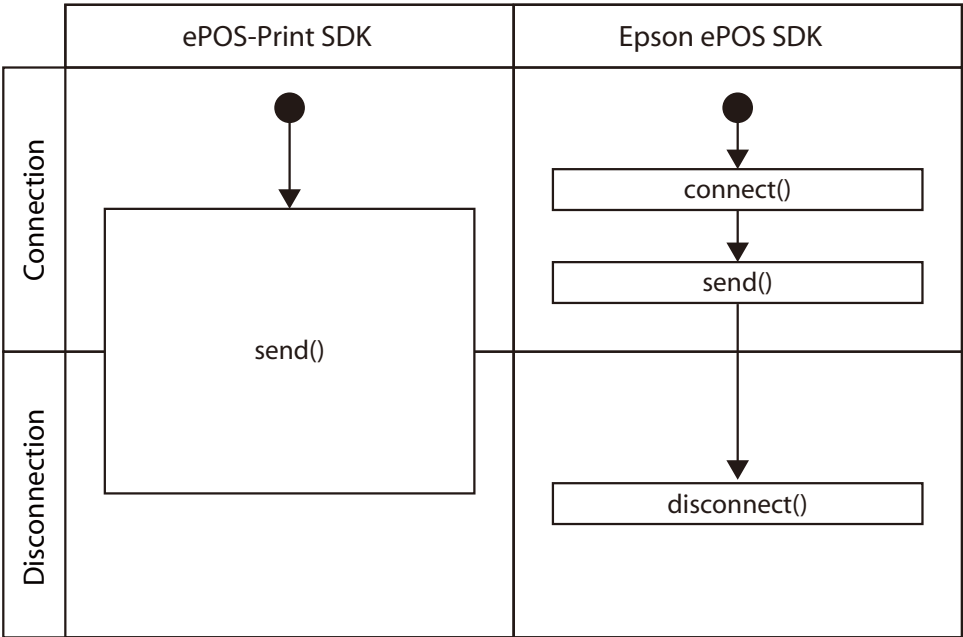 ePOS-Print SDK
Epson ePOS SDK
Connection
connect()
send()
send()
Disconnection
disconnect()